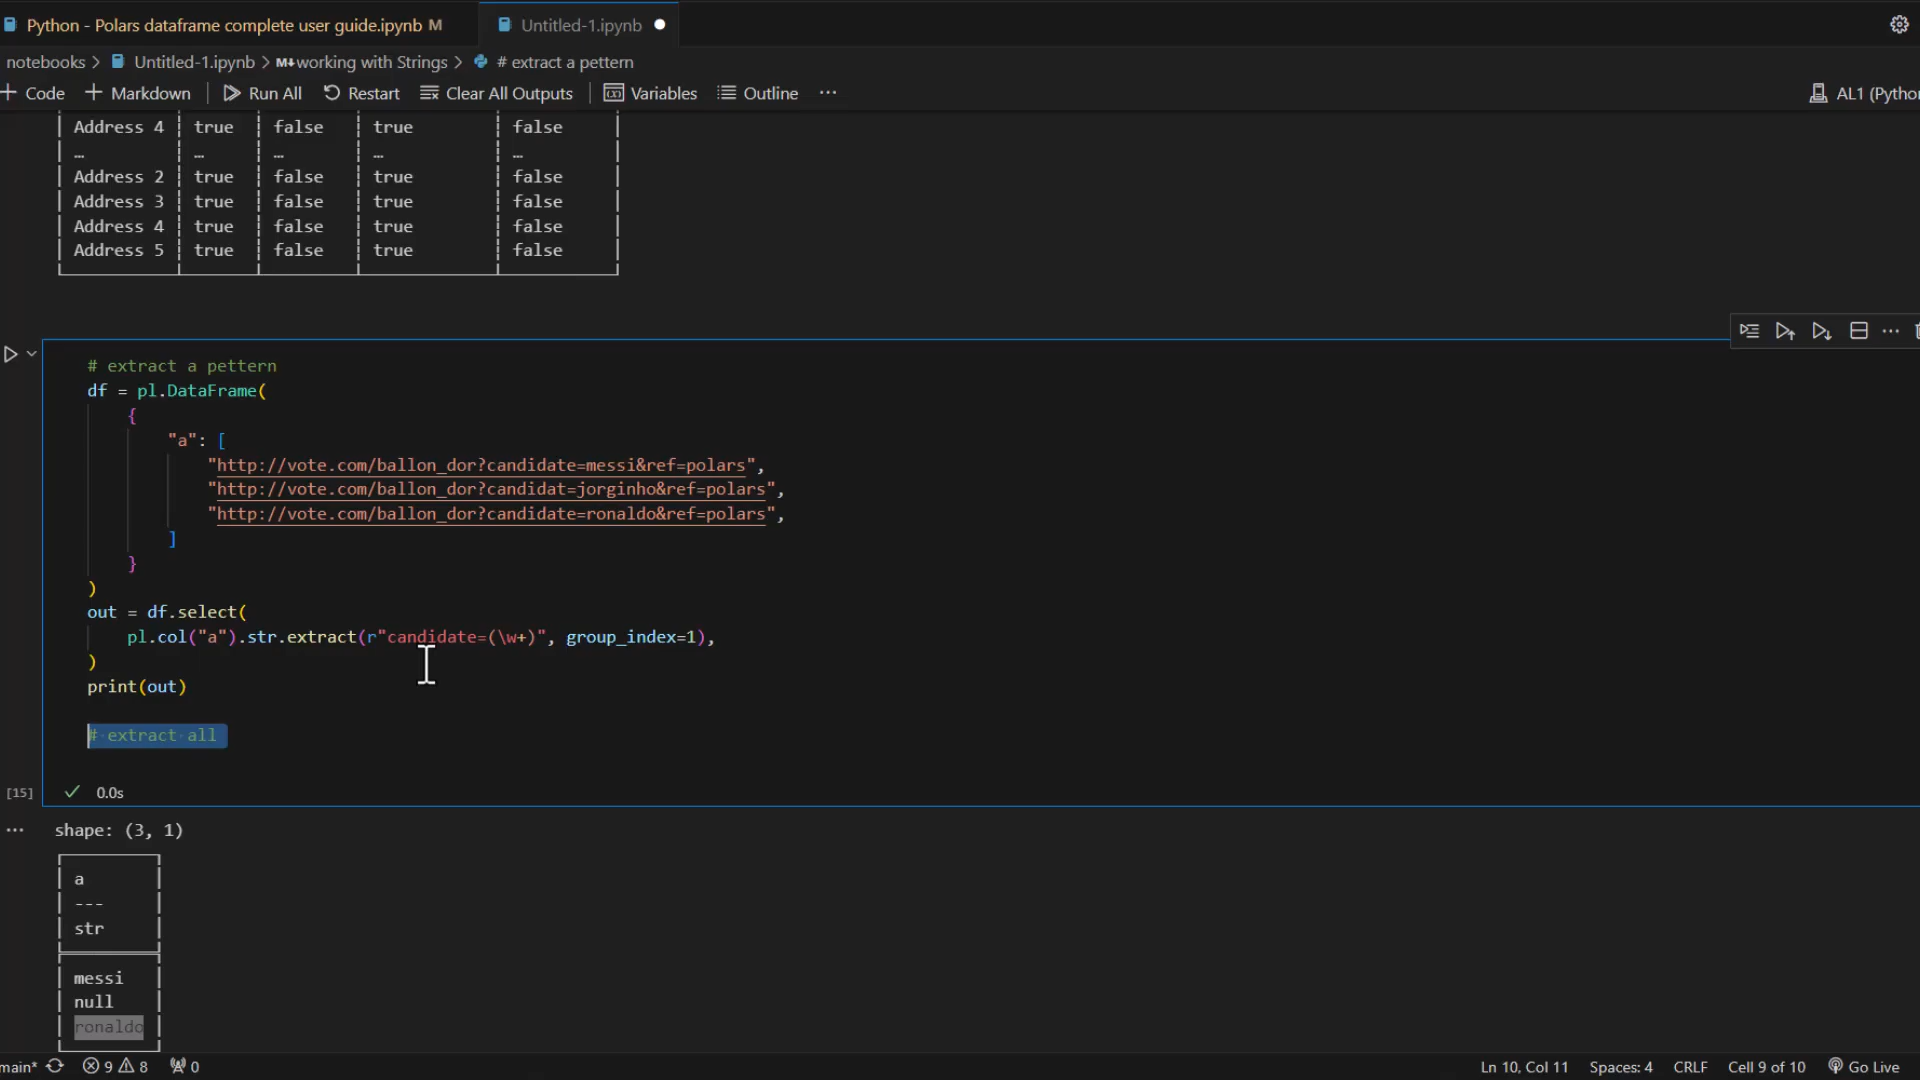 Python - Polars dataframe complete user guide.ipynb M
Untitled-1.ipynb
notebooks > Untitled-1.ipynb > M↓working with Strings > # extract a pettern
+ Code + Markdown | Run All Restart Clear All Outputs | Variables Outline ···
AL1 (Pytho
Address 4 ┆ true ┆ false ┆ true ┆ false
… ┆ … ┆ … ┆ … ┆ …
Address 2 ┆ true ┆ false ┆ true ┆ false
Address 3 ┆ true ┆ false ┆ true ┆ false
Address 4 ┆ true ┆ false ┆ true ┆ false
Address 5 ┆ true ┆ false ┆ true ┆ false
# extract a pettern
df = pl.DataFrame(
{
"a": [
"http://vote.com/ballon_dor?candidate=messi&ref=polars",
"http://vote.com/ballon_dor?candidat=jorginho&ref=polars",
"http://vote.com/ballon_dor?candidate=ronaldo&ref=polars",
]
}
)
out = df.select(
pl.col("a").str.extract(r"candidate=(\w+)", group_index=1),
)
print(out)
# extract all
[15] 0.0s
shape: (3, 1)
a
---
str
messi
null
ronaldo
main* 9 8 0
Ln 10, Col 11 Spaces: 4 CRLF Cell 9 of 10 Go Live